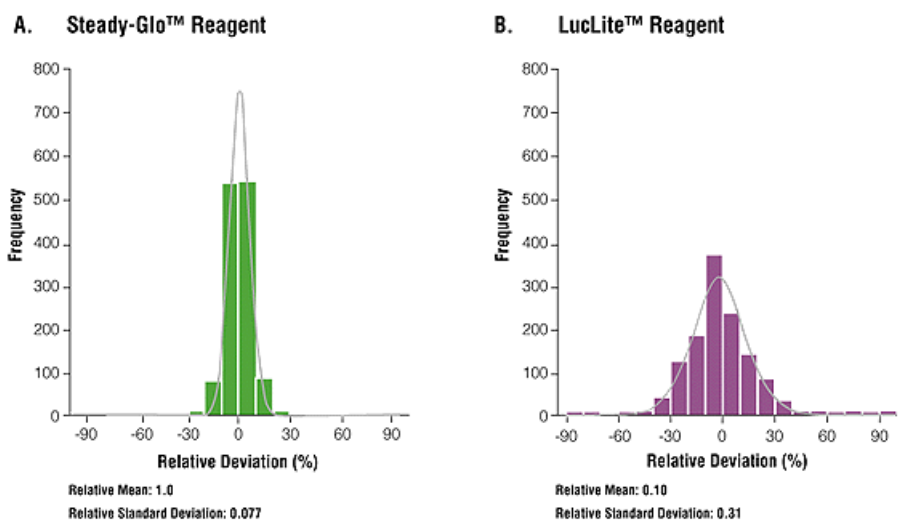 A. Steady-Glo™ Reagent
800
700
600
500
400
300
200
100
0
Frequency
-90 -60 -30 0 30 60 90
Relative Deviation (%)
Relative Mean: 1.0
Relative Standard Deviation: 0.077
B. LucLite™ Reagent
800
700
600
500
400
300
200
100
0
Frequency
-90 -60 -30 0 30 60 90
Relative Deviation (%)
Relative Mean: 0.10
Relative Standard Deviation: 0.31